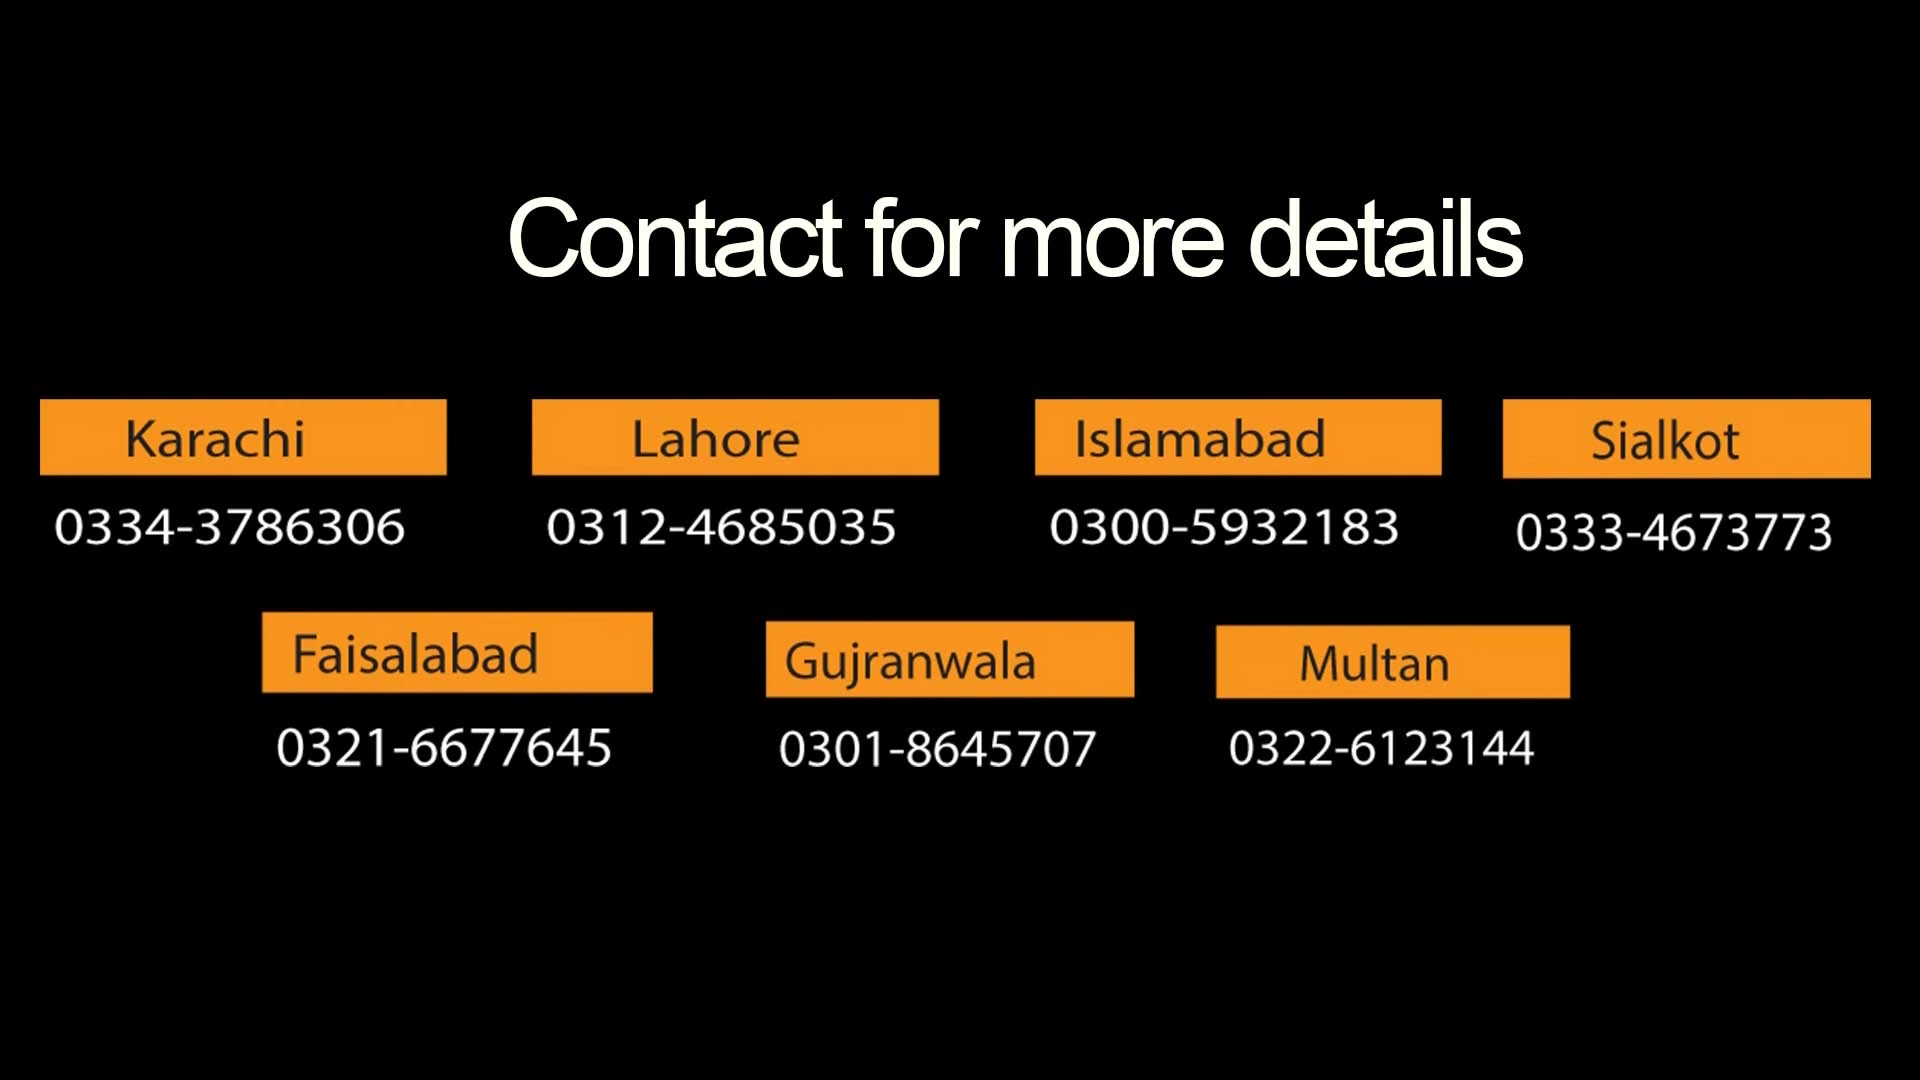 Contact for more details
Karachi Lahore Islamabad Sialkot
0334-3786306 0312-4685035 0300-5932183 0333-4673773
Faisalabad Gujranwala Multan
0321-6677645 0301-8645707 0322-6123144